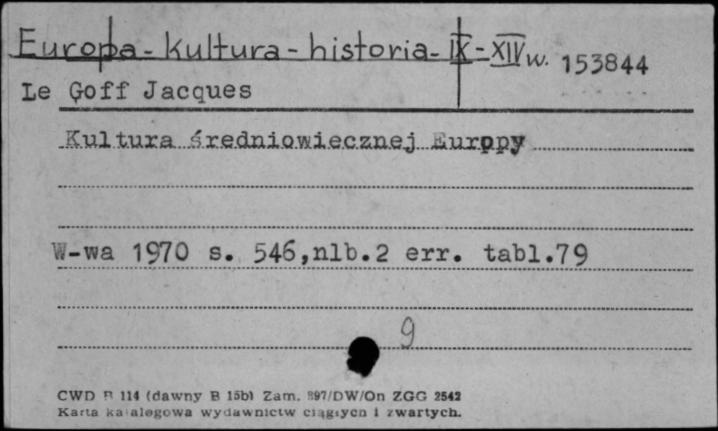 Europa - kultura - historia - IX - XIV w. 153844
Le Goff Jacques
Kultura średniowiecznej Europy
W-wa 1970 s. 546,nlb.2 err. tabl.79
9
CWD B 114 (dawny B 15b) Zam. 897/DW/On ZGG 2542
Karta katalogowa wydawnictw ciągłych i zwartych.